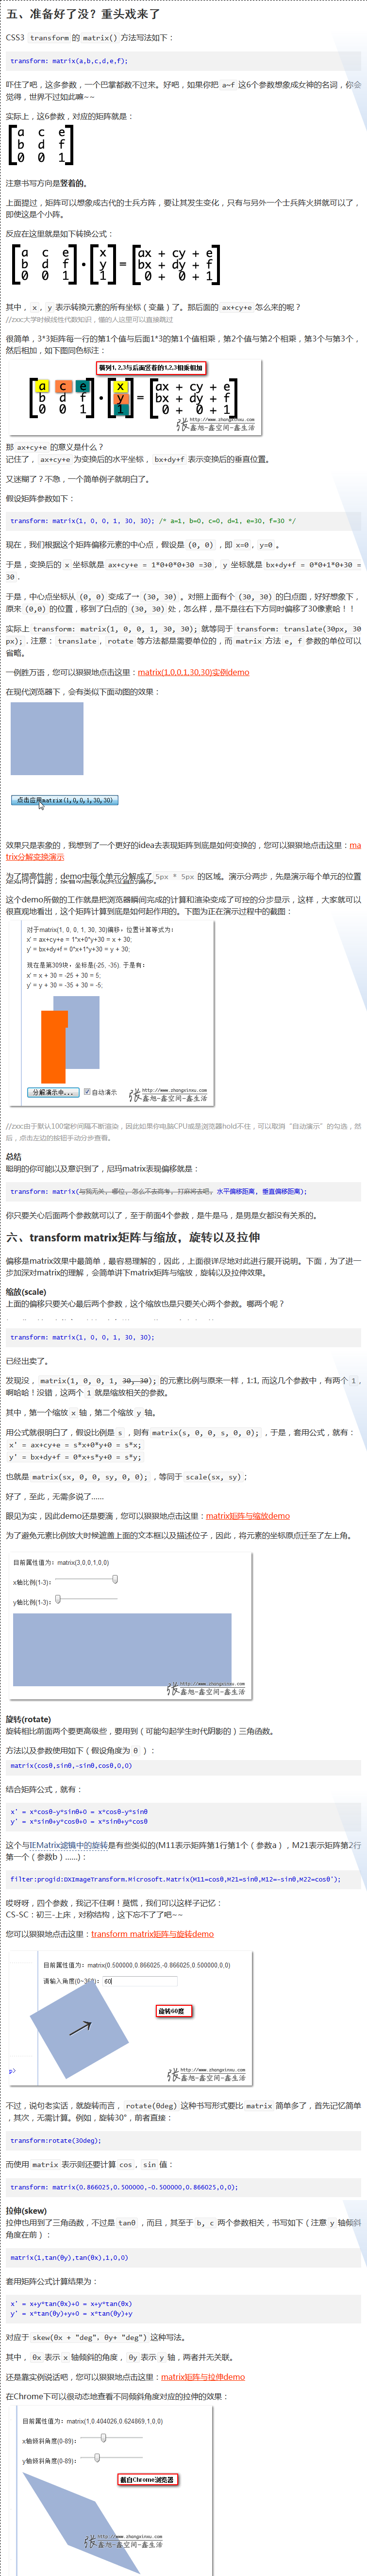 五、准备好了没？重头戏来了
CSS3 transform 的 matrix() 方法写法如下：
transform: matrix(a,b,c,d,e,f);
吓住了吧，这多参数，一个巴掌都数不过来。好吧，如果你把 a~f 这6个参数想象成女神的名词，你会
觉得，世界不过如此嘛~~
实际上，这6参数，对应的矩阵就是：
a c e
b d f
0 0 1
注意书写方向是竖着的。
上面提过，矩阵可以想象成古代的士兵方阵，要让其发生变化，只有与另外一个士兵阵火拼就可以了，
即使这是个小阵。
反应在这里就是如下转换公式：
a c e   x   ax + cy + e
b d f · y = bx + dy + f
0 0 1   1   0 + 0 + 1
其中， x, y 表示转换元素的所有坐标（变量）了。那后面的 ax+cy+e 怎么来的呢？
//zxx:大学时候线性代数知识，懂的人这里可以直接跳过
很简单，3*3矩阵每一行的第1个值与后面1*3的第1个值相乘，第2个值与第2个相乘，第3个与第3个，
然后相加，如下图同色标注：
横列1,2,3与后面竖着的1,2,3相乘相加
a c e   x   ax + cy + e
b d f · y = bx + dy + f
0 0 1   1   0 + 0 + 1
http://www.zhangxinxu.com
张鑫旭-鑫空间-鑫生活
那 ax+cy+e 的意义是什么？
记住了， ax+cy+e 为变换后的水平坐标， bx+dy+f 表示变换后的垂直位置。
又迷糊了？不急，一个简单例子就明白了。
假设矩阵参数如下：
transform: matrix(1, 0, 0, 1, 30, 30); /* a=1, b=0, c=0, d=1, e=30, f=30 */
现在，我们根据这个矩阵偏移元素的中心点，假设是 (0, 0) ，即 x=0, y=0 。
于是，变换后的 x 坐标就是 ax+cy+e = 1*0+0*0+30 =30, y 坐标就是 bx+dy+f = 0*0+1*0+30 =
30 .
于是，中心点坐标从 (0, 0) 变成了→ (30, 30) 。对照上面有个 (30, 30) 的白点图，好好想象下，
原来 (0,0) 的位置，移到了白点的 (30, 30) 处，怎么样，是不是往右下方同时偏移了30像素哈！！
实际上 transform: matrix(1, 0, 0, 1, 30, 30); 就等同于 transform: translate(30px, 30
px); . 注意： translate, rotate 等方法都是需要单位的，而 matrix 方法 e, f 参数的单位可以
省略。
一例胜万语，您可以狠狠地点击这里：matrix(1,0,0,1,30,30)实例demo
在现代浏览器下，会有类似下面动图的效果：
点击应用matrix(1,0,0,1,30,30)
效果只是表象的，我想到了一个更好的idea去表现矩阵到底是如何变换的，您可以狠狠地点击这里：ma
trix分解变换演示
为了提高性能，demo中每个单元分解成了 5px * 5px 的区域。演示分两步，先是演示每个单元的位置
是如何计算的；接着动画表现其位置的偏移。
这个demo所做的工作就是把浏览器瞬间完成的计算和渲染变成了可控的分步显示，这样，大家就可以
很直观地看出，这个矩阵计算到底是如何起作用的。下图为正在演示过程中的截图：
对于matrix(1, 0, 0, 1, 30, 30)偏移，位置计算等式为：
x' = ax+cy+e = 1*x+0*y+30 = x + 30;
y' = bx+dy+f = 0*x+1*y+30 = y + 30;
现在是第309块，坐标是(-25, -35). 于是有：
x' = x + 30 = -25 + 30 = 5;
y' = y + 30 = -35 + 30 = -5;
分解演示中... 自动演示
http://www.zhangxinxu.com
张鑫旭-鑫空间-鑫生活
//zxx:由于默认100毫秒间隔不断渲染，因此如果你电脑CPU或是浏览器hold不住，可以取消“自动演示”的勾选，然
后，点击左边的按钮手动分步查看。
总结
聪明的你可能以及意识到了，尼玛matrix表现偏移就是：
transform: matrix(与我无关, 哪位, 怎么不去高考, 打麻将去吧, 水平偏移距离, 垂直偏移距离);
你只要关心后面两个参数就可以了，至于前面4个参数，是牛是马，是男是女都没有关系的。
六、transform matrix矩阵与缩放，旋转以及拉伸
偏移是matrix效果中最简单，最容易理解的，因此，上面很详尽地对此进行展开说明。下面，为了进一
步加深对matrix的理解，会简单讲下matrix矩阵与缩放，旋转以及拉伸效果。
缩放(scale)
上面的偏移只要关心最后两个参数，这个缩放也是只要关心两个参数。哪两个呢？
transform: matrix(1, 0, 0, 1, 30, 30);
已经出卖了。
发现没， matrix(1, 0, 0, 1, 30, 30); 的元素比例与原来一样，1:1, 而这几个参数中，有两个 1 ,
啊哈哈！没错，这两个 1 就是缩放相关的参数。
其中，第一个缩放 x 轴，第二个缩放 y 轴。
用公式就很明白了，假设比例是 s ，则有 matrix(s, 0, 0, s, 0, 0); ，于是，套用公式，就有：
x' = ax+cy+e = s*x+0*y+0 = s*x;
y' = bx+dy+f = 0*x+s*y+0 = s*y;
也就是 matrix(sx, 0, 0, sy, 0, 0); ，等同于 scale(sx, sy) ;
好了，至此，无需多说了……
眼见为实，因此demo还是要滴，您可以狠狠地点击这里：matrix矩阵与缩放demo
为了避免元素比例放大时候遮盖上面的文本框以及描述位子，因此，将元素的坐标原点迁至了左上角。
目前属性值为：matrix(3,0,0,1,0,0)
x轴比例(1-3)：
y轴比例(1-3)：
http://www.zhangxinxu.com
张鑫旭-鑫空间-鑫生活
旋转(rotate)
旋转相比前面两个要更高级些，要用到（可能勾起学生时代阴影的）三角函数。
方法以及参数使用如下（假设角度为 θ ）：
matrix(cosθ,sinθ,-sinθ,cosθ,0,0)
结合矩阵公式，就有：
x' = x*cosθ-y*sinθ+0 = x*cosθ-y*sinθ
y' = x*sinθ+y*cosθ+0 = x*sinθ+y*cosθ
这个与IEMatrix滤镜中的旋转是有些类似的(M11表示矩阵第1行第1个（参数a），M21表示矩阵第2行
第一个（参数b）……)：
filter:progid:DXImageTransform.Microsoft.Matrix(M11=cosθ,M21=sinθ,M12=-sinθ,M22=cosθ');
哎呀呀，四个参数，我记不住啊！莫慌，我们可以这样子记忆：
CS-SC：初三-上床，对称结构，这下忘不了了吧~~
您可以狠狠地点击这里：transform matrix矩阵与旋转demo
目前属性值为：matrix(0.500000,0.866025,-0.866025,0.500000,0,0)
请输入角度(0~360)： 60
旋转60度
p>
http://www.zhangxinxu.com
张鑫旭-鑫空间-鑫生活
不过，说句老实话，就旋转而言， rotate(θdeg) 这种书写形式要比 matrix 简单多了，首先记忆简单
，其次，无需计算。例如，旋转30°，前者直接：
transform:rotate(30deg);
而使用 matrix 表示则还要计算 cos, sin 值：
transform: matrix(0.866025,0.500000,-0.500000,0.866025,0,0);
拉伸(skew)
拉伸也用到了三角函数，不过是 tanθ ，而且，其至于 b, c 两个参数相关，书写如下（注意 y 轴倾斜
角度在前）：
matrix(1,tan(θy),tan(θx),1,0,0)
套用矩阵公式计算结果为：
x' = x+y*tan(θx)+0 = x+y*tan(θx)
y' = x*tan(θy)+y+0 = x*tan(θy)+y
对应于 skew(θx + "deg", θy+ "deg") 这种写法。
其中， θx 表示 x 轴倾斜的角度， θy 表示 y 轴，两者并无关联。
还是靠实例说话吧，您可以狠狠地点击这里：matrix矩阵与拉伸demo
在Chrome下可以很动态地查看不同倾斜角度对应的拉伸的效果：
目前属性值为：matrix(1,0.404026,0.624869,1,0,0)
x轴倾斜角度(0-89)：
y轴倾斜角度(0-89)：
截自Chrome浏览器
http://www.zhangxinxu.com
张鑫旭-鑫空间-鑫生活